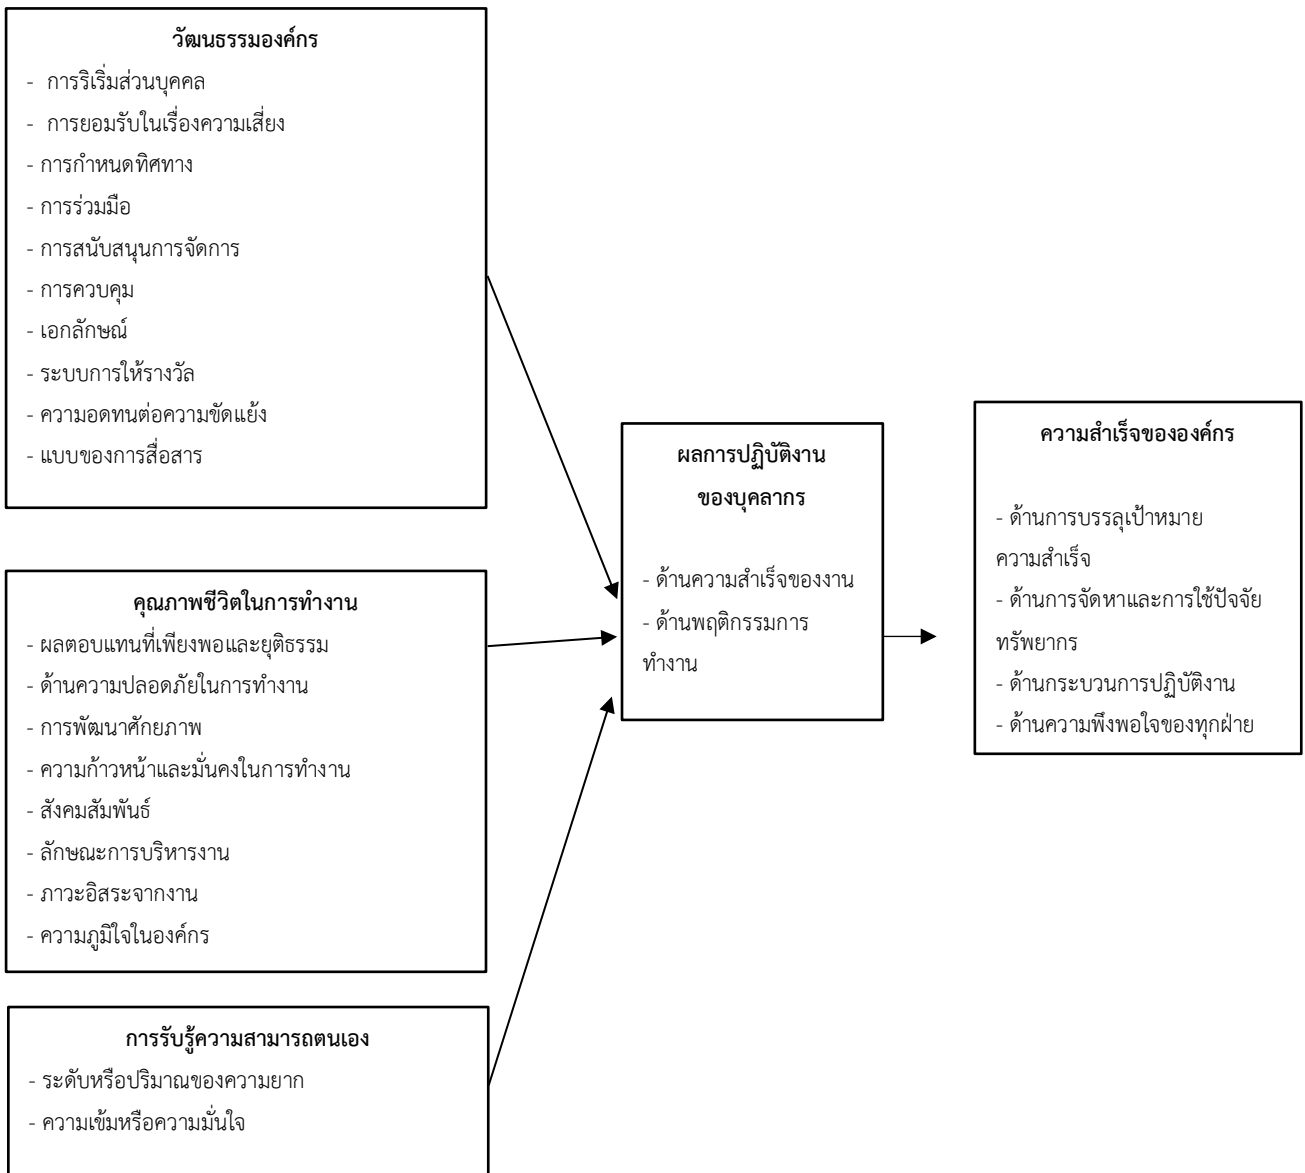 วัฒนธรรมองค์กร
- การริเริ่มส่วนบุคคล
- การยอมรับในเรื่องความเสี่ยง
- การกำหนดทิศทาง
- การร่วมมือ
- การสนับสนุนการจัดการ
- การควบคุม
- เอกลักษณ์
- ระบบการให้รางวัล
- ความอดทนต่อความขัดแย้ง
- แบบของการสื่อสาร
คุณภาพชีวิตในการทำงาน
- ผลตอบแทนที่เพียงพอและยุติธรรม
- ด้านความปลอดภัยในการทำงาน
- การพัฒนาศักยภาพ
- ความก้าวหน้าและมั่นคงในการทำงาน
- สังคมสัมพันธ์
- ลักษณะการบริหารงาน
- ภาวะอิสระจากงาน
- ความภูมิใจในองค์กร
การรับรู้ความสามารถตนเอง
- ระดับหรือปริมาณของความยาก
- ความเข้มหรือความมั่นใจ
ผลการปฏิบัติงาน
ของบุคลากร
- ด้านความสำเร็จของงาน
- ด้านพฤติกรรมการ
ทำงาน
ความสำเร็จขององค์กร
- ด้านการบรรลุเป้าหมาย
ความสำเร็จ
- ด้านการจัดหาและการใช้ปัจจัย
ทรัพยากร
- ด้านกระบวนการปฏิบัติงาน
- ด้านความพึงพอใจของทุกฝ่าย